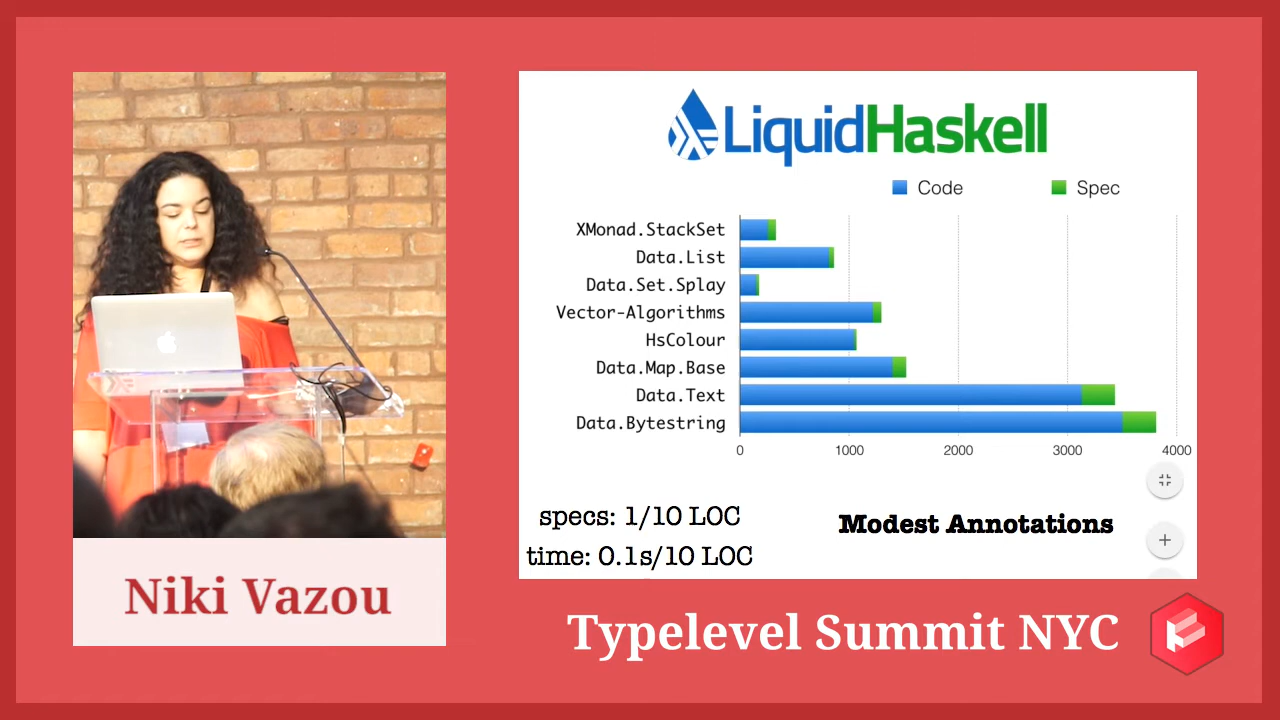 LiquidHaskell
Code
Spec
XMonad.StackSet
Data.List
Data.Set.Splay
Vector-Algorithms
HsColour
Data.Map.Base
Data.Text
Data.Bytestring
0 1000 2000 3000 4000
specs: 1/10 LOC
time: 0.1s/10 LOC
Modest Annotations
Niki Vazou
Typelevel Summit NYC